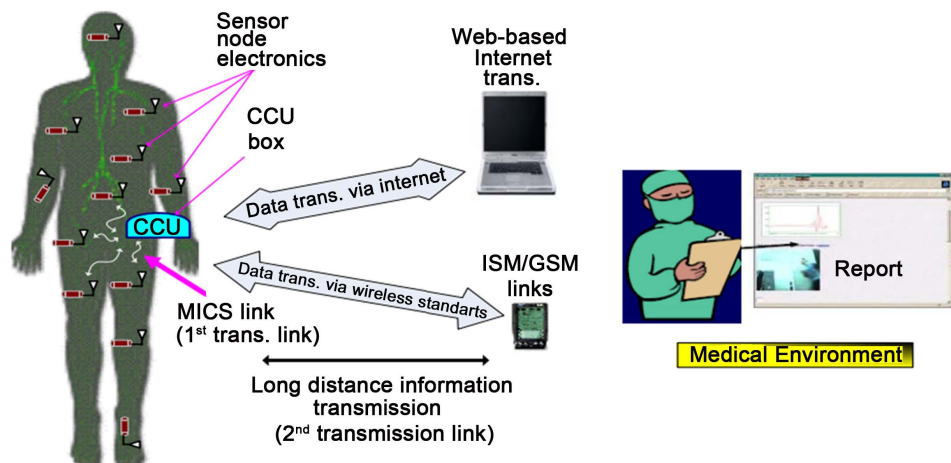 Sensor
node
electronics
CCU
box
CCU
MICS link
(1st trans. link)
Web-based
Internet
trans.
Data trans. via internet
Data trans. via wireless standarts
ISM/GSM
links
Long distance information
transmission
(2nd transmission link)
Report
Medical Environment